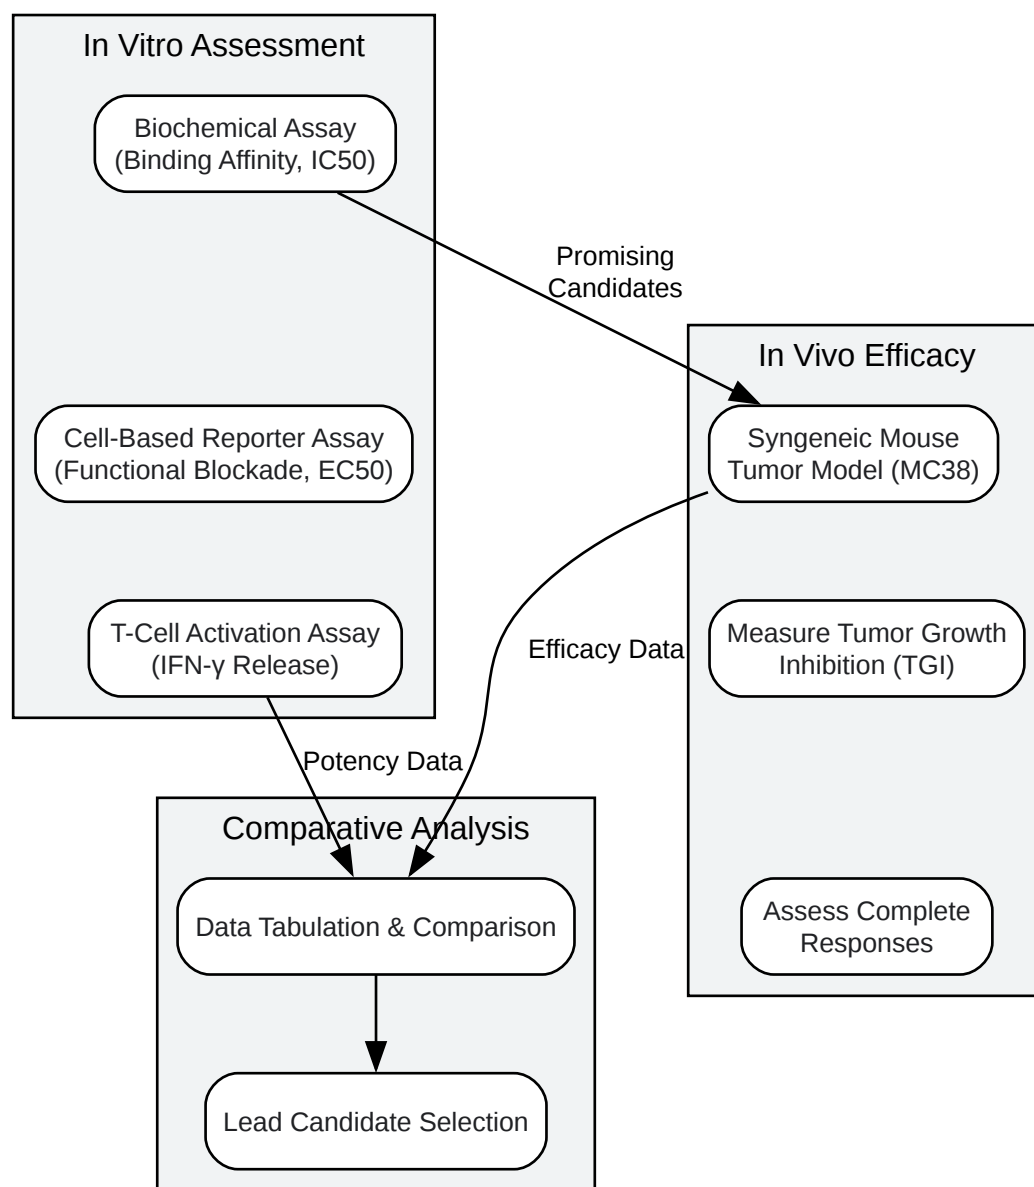 In Vitro Assessment
Biochemical Assay
(Binding Affinity, IC50)
Promising
Candidates
In Vivo Efficacy
Cell-Based Reporter Assay
(Functional Blockade, EC50)
Syngeneic Mouse
Tumor Model (MC38)
T-Cell Activation Assay
(IFN-γ Release)
Efficacy Data
Measure Tumor Growth
Inhibition (TGI)
Potency Data
Comparative Analysis
Data Tabulation & Comparison
Assess Complete
Responses
Lead Candidate Selection